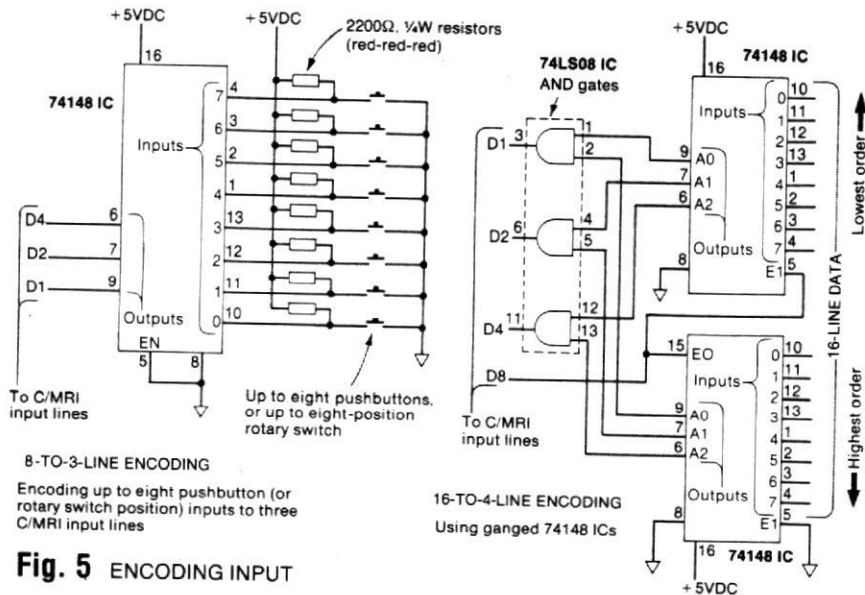 +5VDC
16
74148 IC
Inputs
7 4
6 3
5 2
4 1
3 13
2 12
1 11
0 10
D4 6
D2 7
D1 9
Outputs
EN
5 8
To C/MRI
input lines
2200Ω, ¼W resistors
(red-red-red)
Up to eight pushbuttons,
or up to eight-position
rotary switch
8-TO-3-LINE ENCODING
Encoding up to eight pushbutton (or
rotary switch position) inputs to three
C/MRI input lines
Fig. 5 ENCODING INPUT
74LS08 IC
AND gates
D1 3
1
2
D2 6
4
5
D4 11
12
13
D8
To C/MRI
input lines
16-TO-4-LINE ENCODING
Using ganged 74148 ICs
+5VDC
74148 IC
16
Inputs
0 10
1 11
2 12
3 13
4 1
5 2
6 3
7 4
E1 5
9 A0
7 A1
6 A2
Outputs
8
15 EO
Inputs
0 10
1 11
2 12
3 13
4 1
5 2
6 3
7 4
E1 5
9 A0
7 A1
6 A2
Outputs
8
16
74148 IC
+5VDC
Lowest order
16-LINE DATA
Highest order